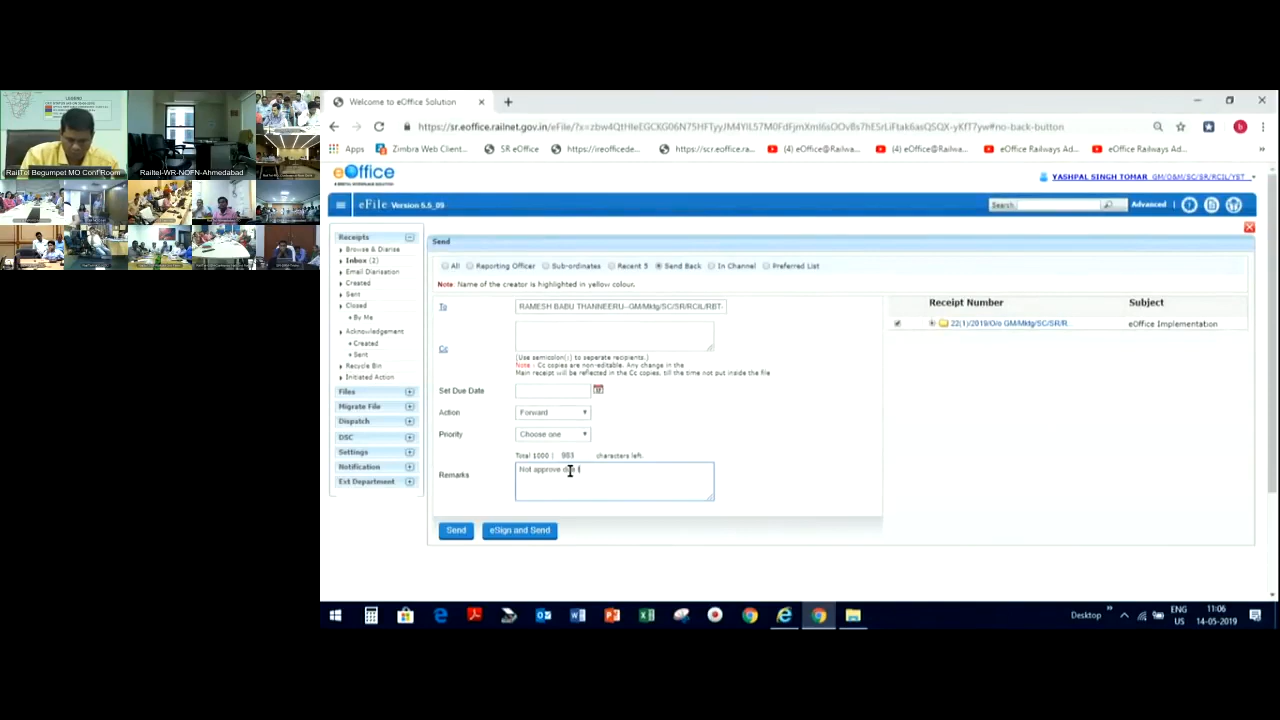 LEGEND
RailTel Begumpet MO Conf Room
Railtel-WR-NOFN-Ahmedabad
Welcome to eOffice Solution
https://sr.eoffice.railnet.gov.in/eFile/?x=
#no-back-button
Apps
Zimbra Web Client...
SR eOffice
https://ireofficede...
https://scr.eoffice.ra...
(4) eOffice@Railwa...
(4) eOffice@Railw...
eOffice Railways Ad...
eOffice Railways Ad...
eOffice
A DIGITAL WORKPLACE SOLUTION
YASHPAL SINGH TOMAR GM/O&M/SC/SR/RCIL/YST
eFile Version 5.5_09
Search
Advanced
Receipts
Browse & Diarise
Inbox (2)
Email Diarisation
Created
Sent
Closed
By Me
Acknowledgement
Created
Sent
Recycle Bin
Initiated Action
Files
Migrate File
Dispatch
DSC
Settings
Notification
Ext Department
Send
All
Reporting Officer
Sub-ordinates
Recent 5
Send Back
In Channel
Preferred List
Note: Name of the creator is highlighted in yellow colour.
To
RAMESH BABU THANNEERU--GM/Mktg/SC/SR/RCIL/RBT-
Cc
(Use semicolon(;) to seperate recipients.)
Note - Cc copies are non-editable. Any change in the
Main receipt will be reflected in the Cc copies, till the time not put inside the file
Set Due Date
Action
Forward
Priority
Choose one
Total 1000 | 983 characters left.
Remarks
Not approve due t
Send
eSign and Send
Receipt Number
Subject
22(1)/2019/O/o GM/Mktg/SC/SR/R.
eOffice Implementation
Desktop
ENG
US
11:06
14-05-2019